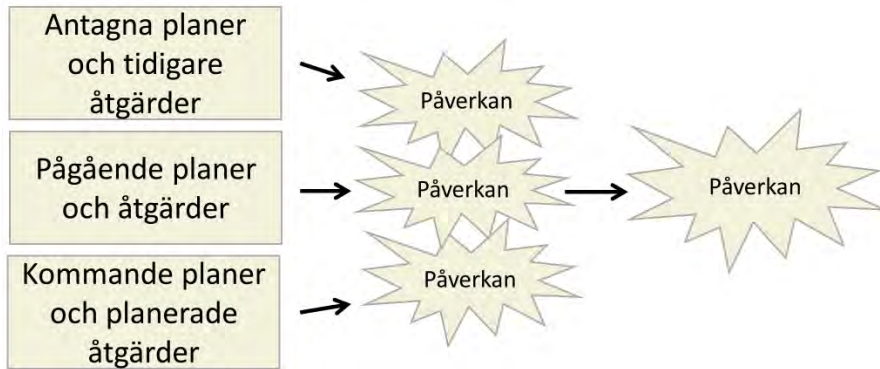 Antagna planer
och tidigare
åtgärder
Påverkan
Pågående planer
och åtgärder
Påverkan
Påverkan
Kommande planer
och planerade
åtgärder
Påverkan